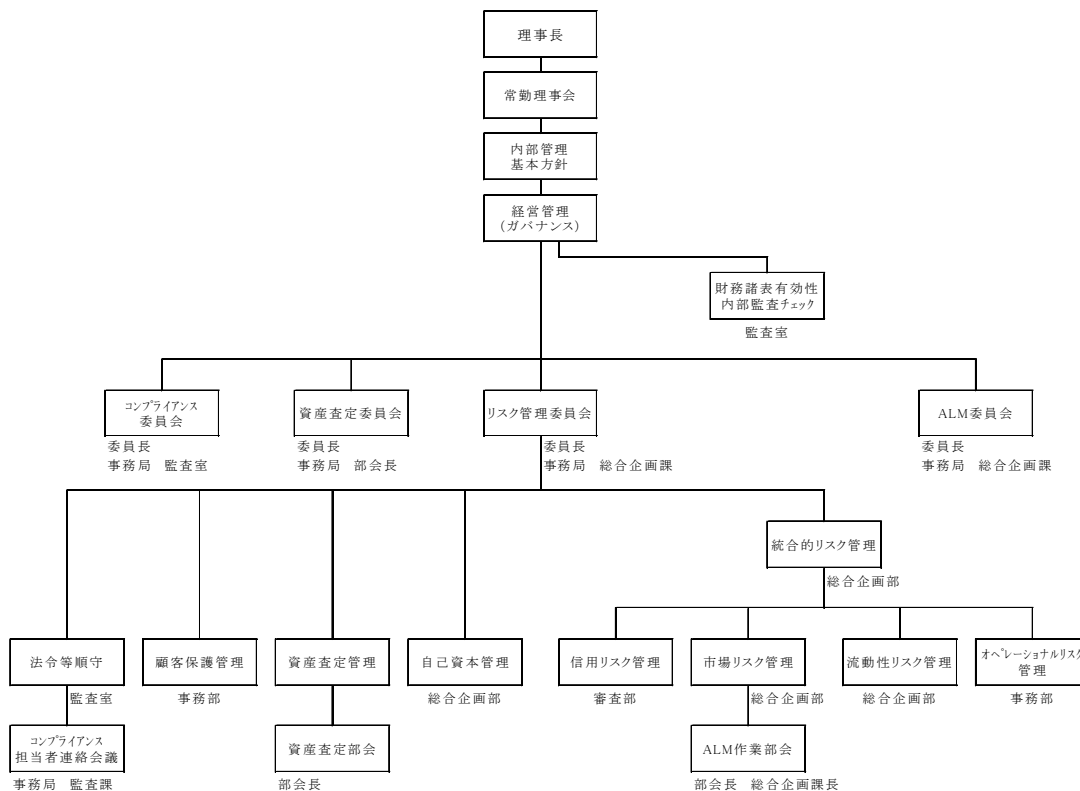 理事長
常勤理事会
内部管理
基本方針
経営管理
(ガバナンス)
財務諸表有効性
内部監査チェック
監査室
コンプライアンス
委員会
委員長
事務局 監査室
資産査定委員会
委員長
事務局 部会長
リスク管理委員会
委員長
事務局 総合企画課
ALM委員会
委員長
事務局 総合企画課
統合的リスク管理
総合企画部
法令等順守
監査室
顧客保護管理
事務部
資産査定管理
自己資本管理
総合企画部
信用リスク管理
審査部
市場リスク管理
総合企画部
流動性リスク管理
総合企画部
オペレーショナルリスク
管理
事務部
コンプライアンス
担当者連絡会議
事務局 監査課
資産査定部会
部会長
ALM作業部会
部会長 総合企画課長